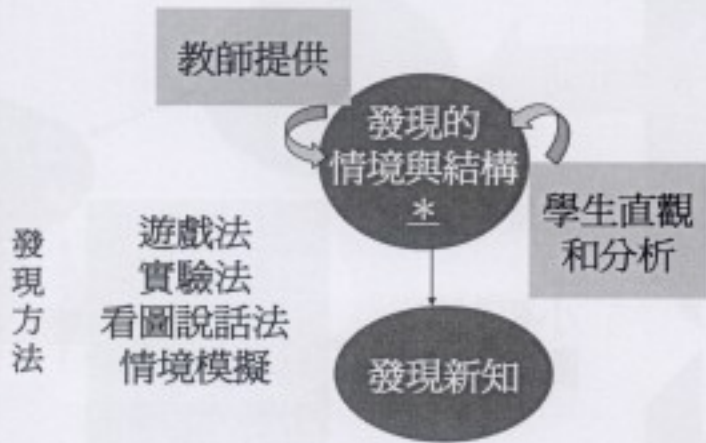 教師提供
發現的
情境與結構
*
學生直觀
和分析
發現方法
遊戲法
實驗法
看圖說話法
情境模擬
發現新知